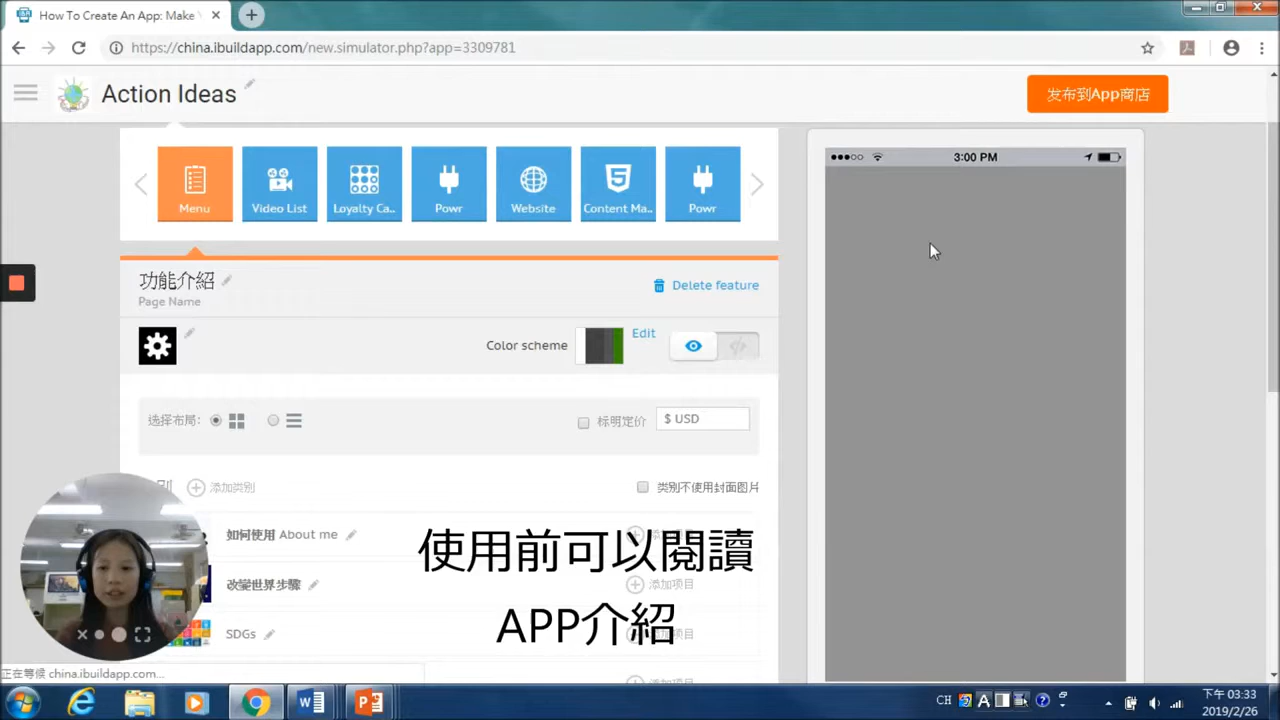 How To Create An App: Make
https://china.ibuildapp.com/new.simulator.php?app=3309781
Action Ideas
发布到App商店
Menu
Video List
Loyalty Ca..
Powr
Website
Content Ma..
Powr
3:00 PM
功能介紹
Page Name
Delete feature
Color scheme
Edit
选择布局:
标明定价
$ USD
添加类别
类别不使用封面图片
如何使用 About me
改變世界步驟
添加项目
SDGs
使用前可以閱讀
APP介紹
正在等候 china.ibuildapp.com...
CH
下午 03:33
2019/2/26